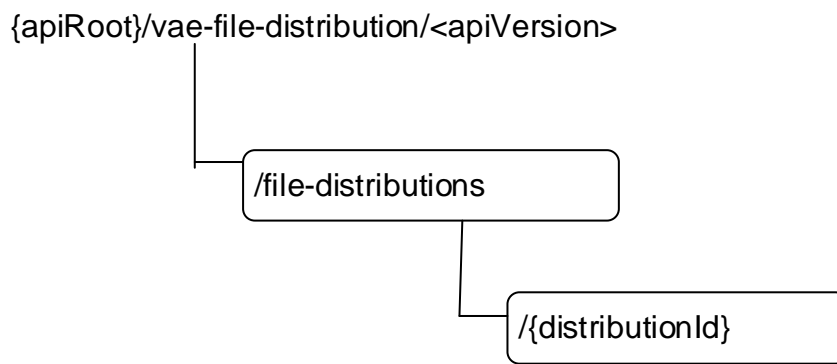 {apiRoot}/vae-file-distribution/<apiVersion>
/file-distributions
/{distributionId}